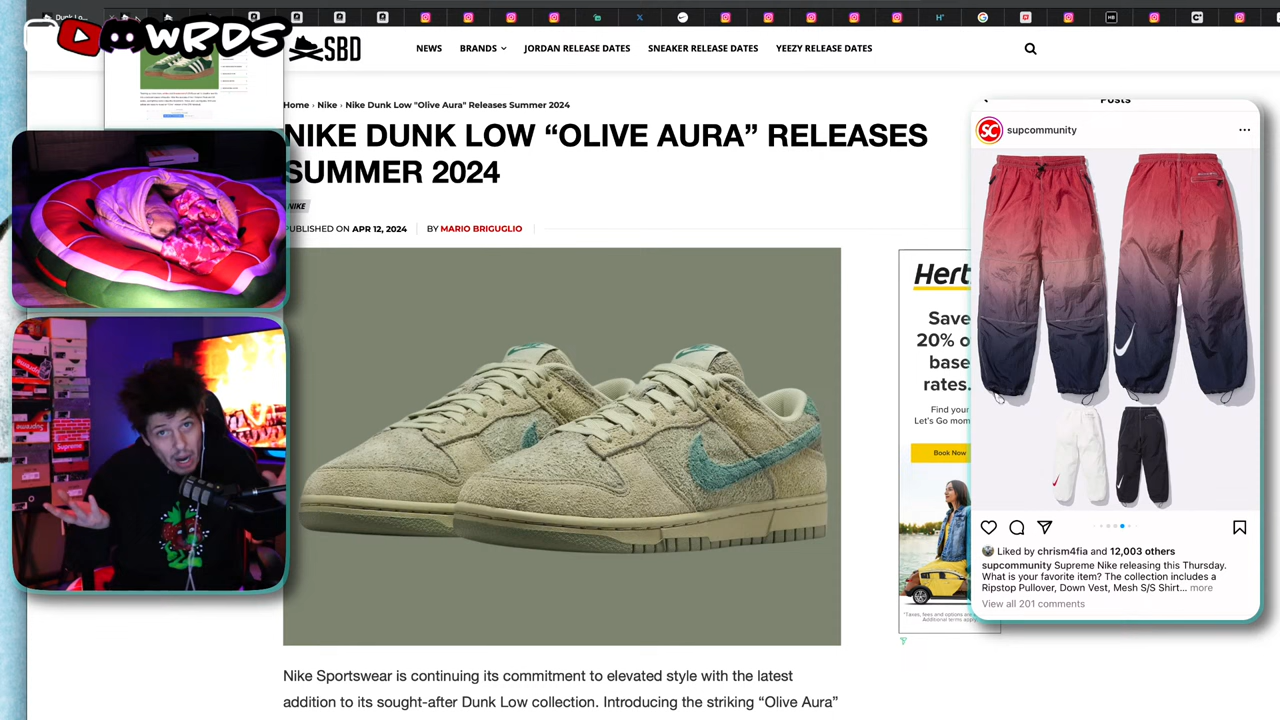 WRDS
SBD
NEWS
BRANDS
JORDAN RELEASE DATES
SNEAKER RELEASE DATES
YEEZY RELEASE DATES
Home › Nike › Nike Dunk Low "Olive Aura" Releases Summer 2024
NIKE DUNK LOW “OLIVE AURA” RELEASES
SUMMER 2024
NIKE
PUBLISHED ON APR 12, 2024
BY MARIO BRIGUGLIO
Nike Sportswear is continuing its commitment to elevated style with the latest
addition to its sought-after Dunk Low collection. Introducing the striking “Olive Aura”
Save
20% o
base
rates.
Find your
Let's Go mom
Book Now
Posts
SC
supcommunity
Liked by chrism4fia and 12,003 others
supcommunity Supreme Nike releasing this Thursday.
What is your favorite item? The collection includes a
Ripstop Pullover, Down Vest, Mesh S/S Shirt... more
View all 201 comments
Supreme